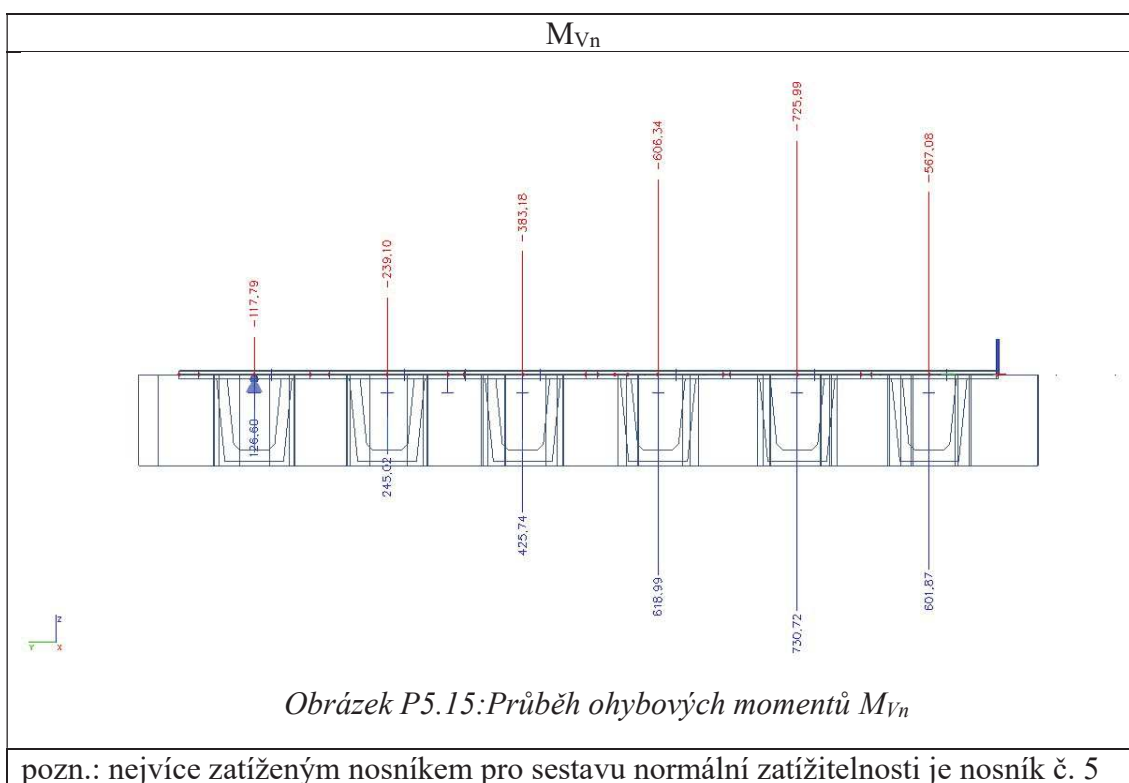 M_Vn
-117.79
-239.10
-383.18
-606.34
-725.99
-567.08
126.60
245.02
425.74
618.99
730.72
601.87
Z
Y X
Obrázek P5.15:Průběh ohybových momentů M_Vn
pozn.: nejvíce zatíženým nosníkem pro sestavu normální zatížitelnosti je nosník č. 5